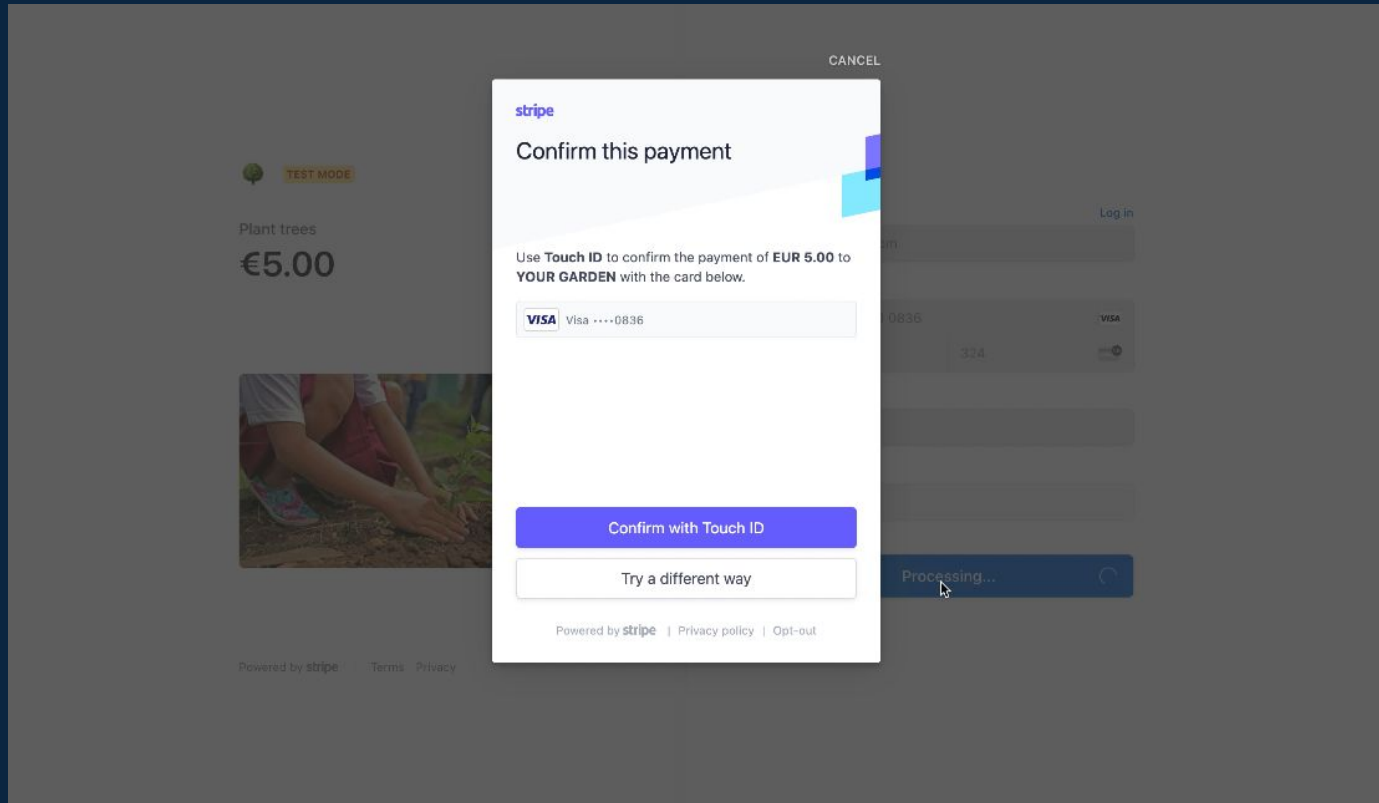 CANCEL
stripe
Confirm this payment
TEST MODE
Plant trees
€5.00
Log in
Use Touch ID to confirm the payment of EUR 5.00 to
YOUR GARDEN with the card below.
VISA Visa ····0836
0836 VISA
324
Confirm with Touch ID
Try a different way
Processing...
Powered by stripe | Privacy policy | Opt-out
Powered by stripe Terms Privacy